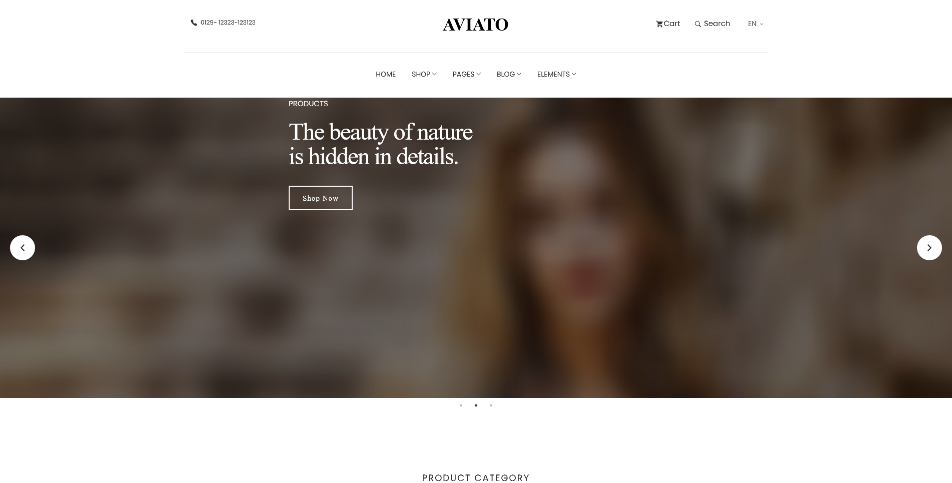 0129- 12323-123123
AVIATO
Cart
Search
EN
HOME
SHOP
PAGES
BLOG
ELEMENTS
PRODUCTS
The beauty of nature
is hidden in details.
Shop Now
PRODUCT CATEGORY